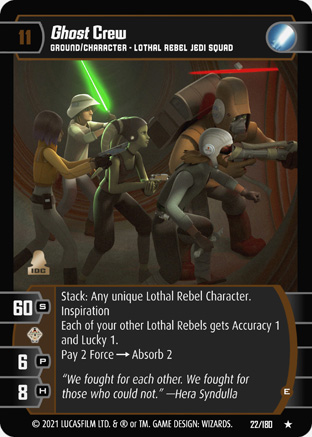 11
Ghost Crew
GROUND/CHARACTER - LOTHAL REBEL JEDI SQUAD
IDC
60 S
Stack: Any unique Lothal Rebel Character.
Inspiration
Each of your other Lothal Rebels gets Accuracy 1
and Lucky 1.
6 P
Pay 2 Force → Absorb 2
8 H
“We fought for each other. We fought for
those who could not.” —Hera Syndulla
E
© 2021 LUCASFILM LTD. & ® or TM. GAME DESIGN: WIZARDS.
22/180 ★